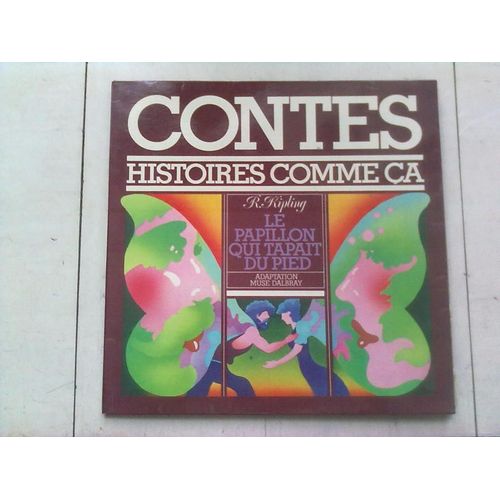 CONTES
HISTOIRES COMME ÇA
R. Kipling
LE
PAPILLON
QUI TAPAIT
DU PIED
ADAPTATION
MUSE DALBRAY